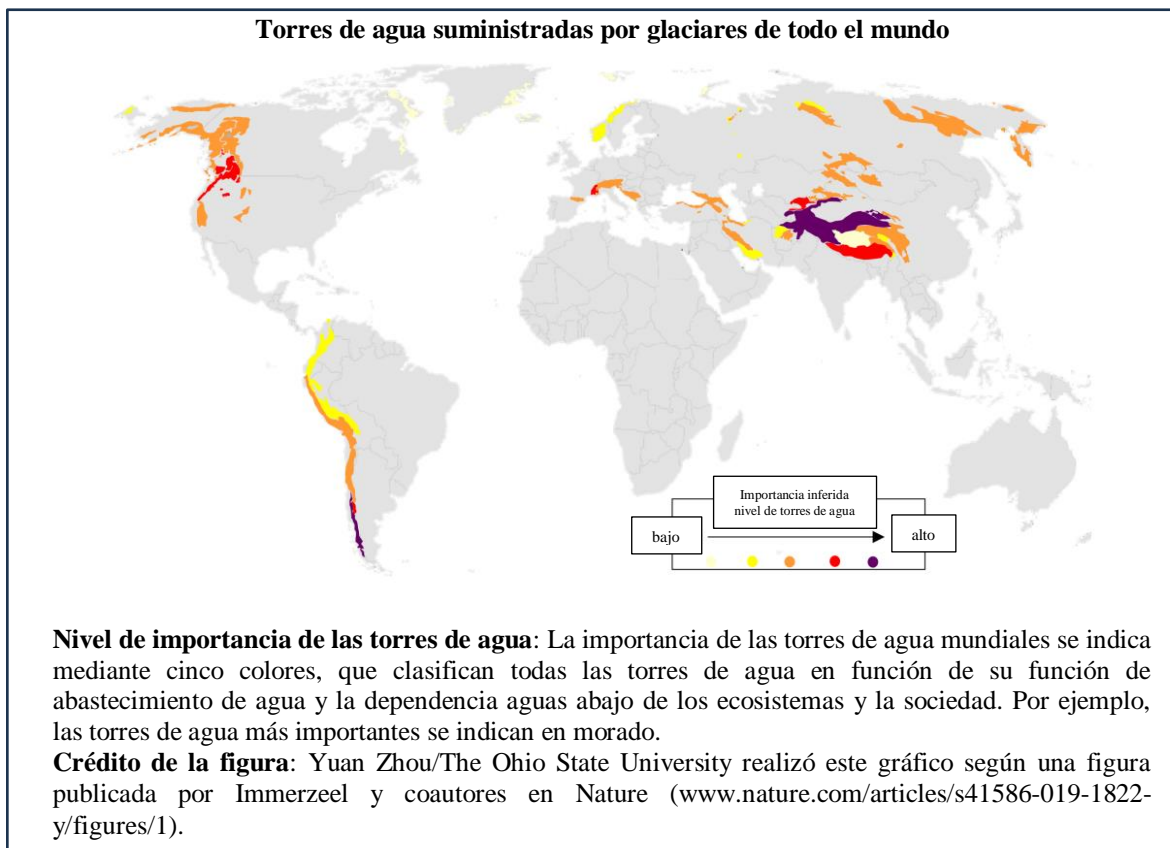 Torres de agua suministradas por glaciares de todo el mundo
Importancia inferida
nivel de torres de agua
bajo
alto
Nivel de importancia de las torres de agua: La importancia de las torres de agua mundiales se indica
mediante cinco colores, que clasifican todas las torres de agua en función de su función de
abastecimiento de agua y la dependencia aguas abajo de los ecosistemas y la sociedad. Por ejemplo,
las torres de agua más importantes se indican en morado.
Crédito de la figura: Yuan Zhou/The Ohio State University realizó este gráfico según una figura
publicada por Immerzeel y coautores en Nature (www.nature.com/articles/s41586-019-1822-
y/figures/1).